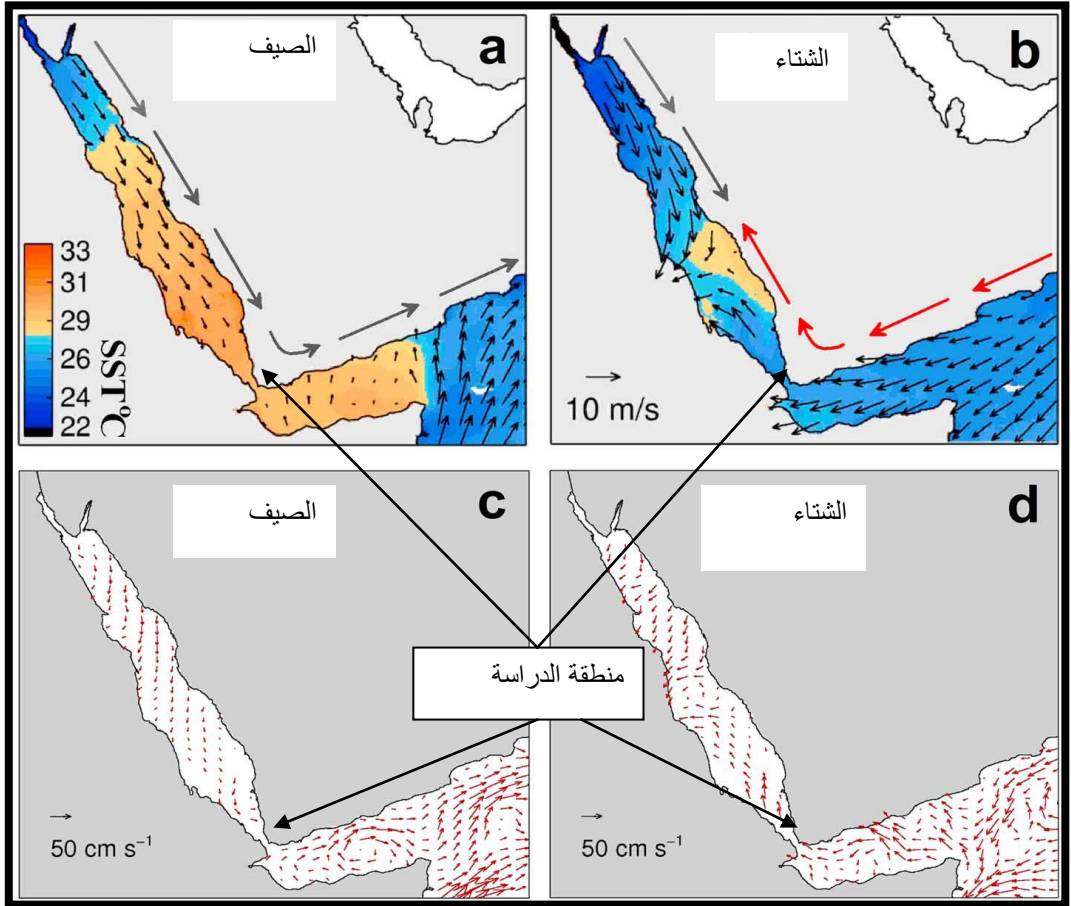 الصيف
a
الشتاء
b
33
31
29
26
24
22
SST°C
10 m/s
الصيف
c
الشتاء
d
منطقة الدراسة
50 cm s⁻¹
50 cm s⁻¹